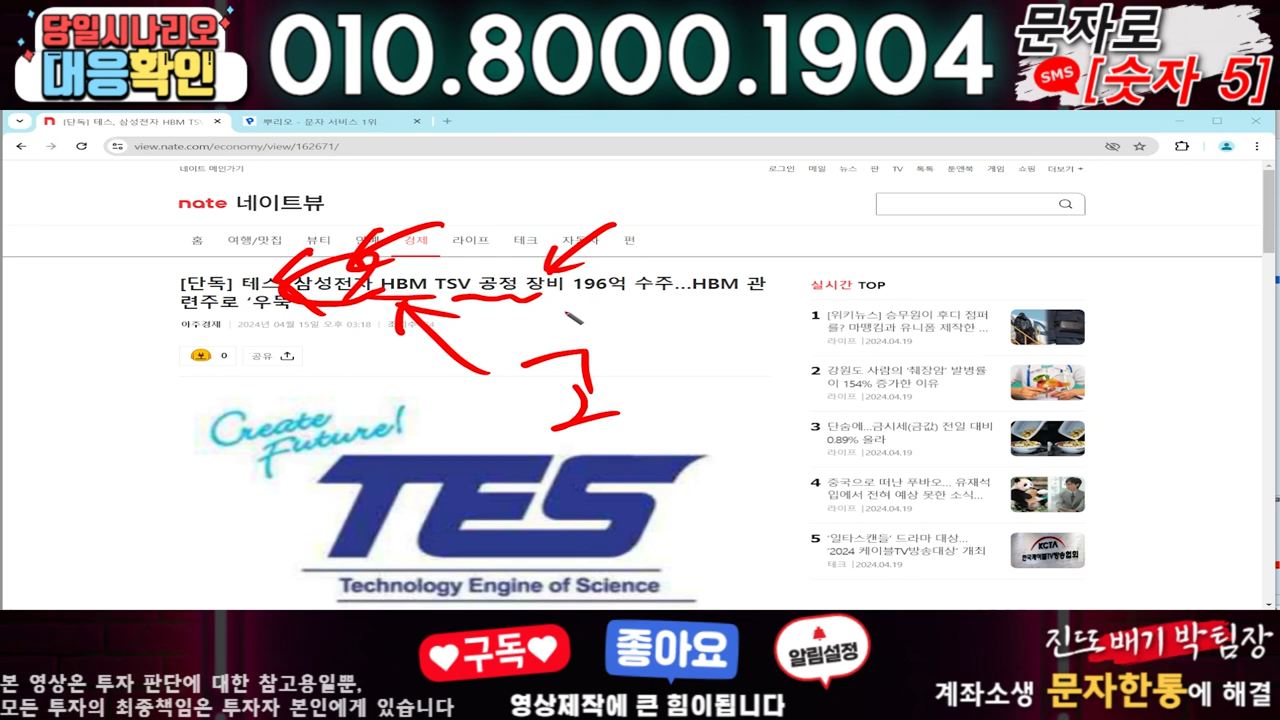 당일시나리오
대응확인
010.8000.1904
문자로
SMS
[숫자 5]
[단독] 테스, 삼성전자 HBM TSV
뿌리오 - 문자 서비스 1위
view.nate.com/economy/view/162671/
네이트 메인가기
로그인 메일 뉴스 판 TV 톡톡 툰앤북 게임 쇼핑 더보기 +
nate 네이트뷰
홈 여행/맛집 뷰티 경제 라이프 테크 자동차 펀
[단독] 테스, 삼성전자 HBM TSV 공정 장비 196억 수주...HBM 관
련주로 '우뚝'
아주경제 2024년 04월 15일 오후 03:18
0 공유
Create
Future!
TES
Technology Engine of Science
실시간 TOP
1 [위키뉴스] 승무원이 후디 점퍼
를? 마뗑킴과 유니폼 제작한 ...
라이프 | 2024.04.19
2 강원도 사람의 '췌장암' 발병률
이 154% 증가한 이유
라이프 | 2024.04.19
3 단숨에...금시세(금값) 전일 대비
0.89% 올라
라이프 | 2024.04.19
4 중국으로 떠난 푸바오... 유재석
입에서 전혀 예상 못한 소식...
라이프 | 2024.04.19
5 '일타스캔들' 드라마 대상...
'2024 케이블TV방송대상' 개최
테크 | 2024.04.19
KCTA
한국케이블TV방송협회
구독
좋아요
알림설정
진또배기 박팀장
본 영상은 투자 판단에 대한 참고용일뿐,
모든 투자의 최종책임은 투자자 본인에게 있습니다
영상제작에 큰 힘이됩니다
계좌소생 문자한통에 해결